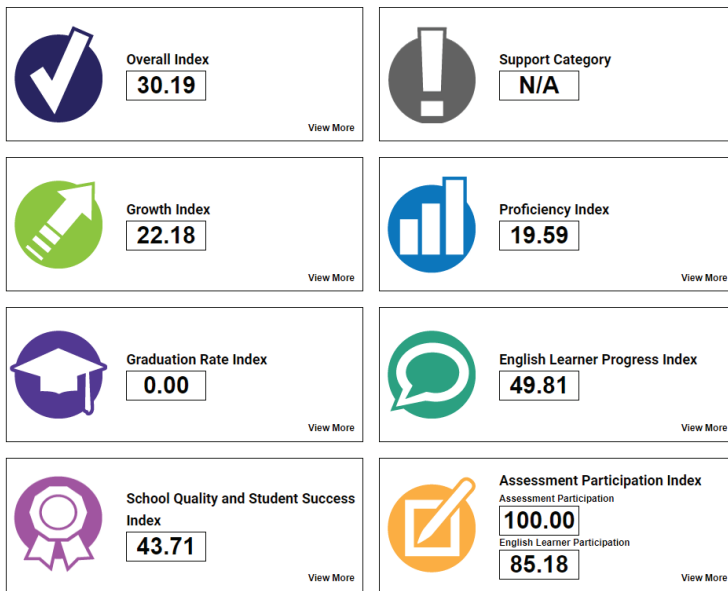 Overall Index
30.19
View More
Support Category
N/A
Growth Index
22.18
View More
Proficiency Index
19.59
View More
Graduation Rate Index
0.00
View More
English Learner Progress Index
49.81
View More
School Quality and Student Success
Index
43.71
View More
Assessment Participation Index
Assessment Participation
100.00
English Learner Participation
85.18
View More